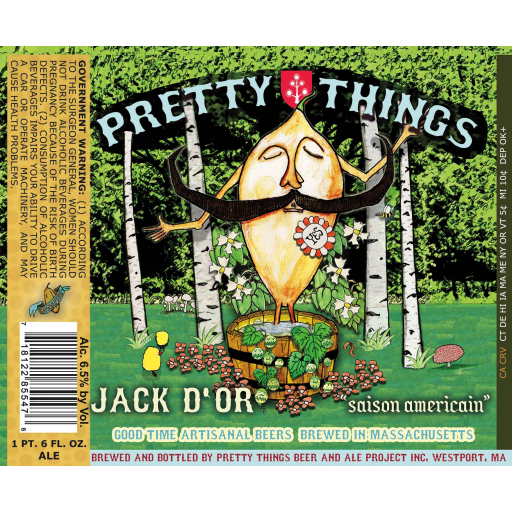 PRETTY THINGS
JACK D'OR
"saison americain"
GOOD TIME ARTISANAL BEERS BREWED IN MASSACHUSETTS
BREWED AND BOTTLED BY PRETTY THINGS BEER AND ALE PROJECT INC. WESTPORT, MA
GOVERNMENT WARNING: (1) ACCORDING
TO THE SURGEON GENERAL, WOMEN SHOULD
NOT DRINK ALCOHOLIC BEVERAGES DURING
PREGNANCY BECAUSE OF THE RISK OF BIRTH
DEFECTS. (2) CONSUMPTION OF ALCOHOLIC
BEVERAGES IMPAIRS YOUR ABILITY TO DRIVE
A CAR OR OPERATE MACHINERY, AND MAY
CAUSE HEALTH PROBLEMS.
7 18122 85547 6
Alc. 6.5% by Vol.
1 PT. 6 FL. OZ.
ALE
CA CRV CT DE HI IA MA ME NY OR VT 5¢ MI 10¢ DEP OK+